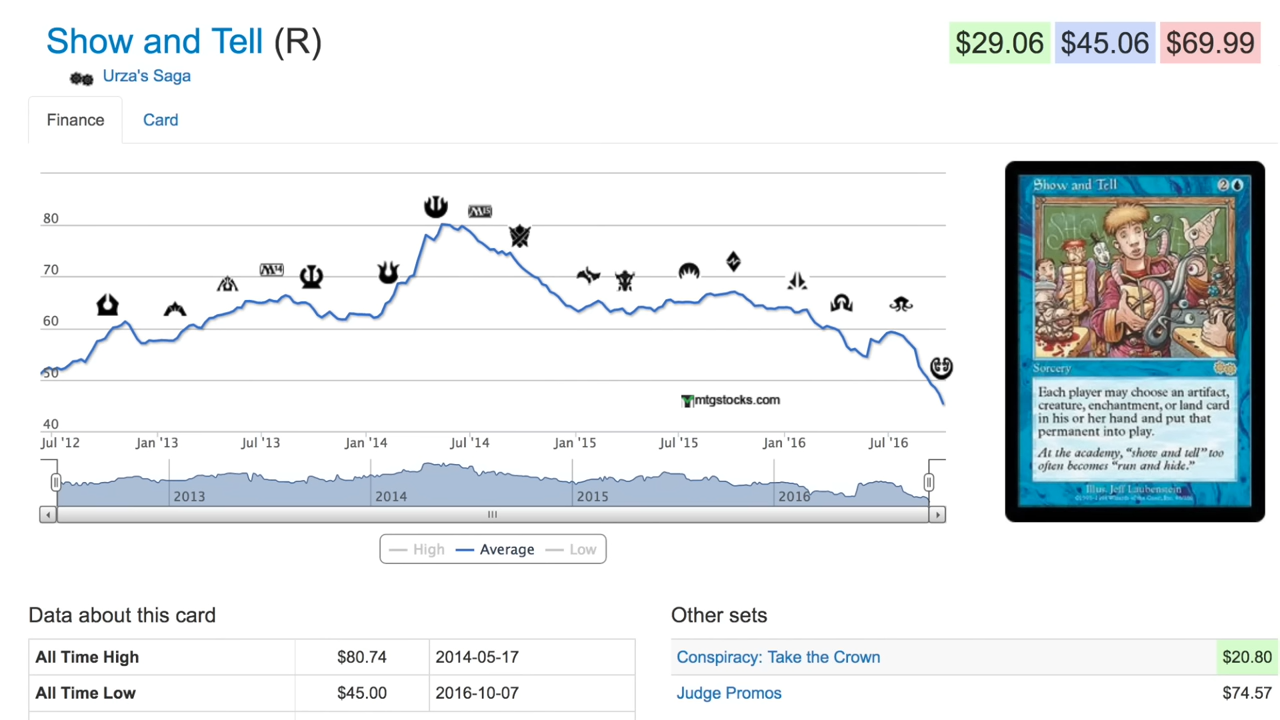 Show and Tell (R)
$29.06 $45.06 $69.99
Urza's Saga
Finance Card
80
70
60
50
40
M15
M14
mtgstocks.com
Jul '12 Jan '13 Jul '13 Jan '14 Jul '14 Jan '15 Jul '15 Jan '16 Jul '16
2013 2014 2015 2016
High Average Low
Show and Tell 2
Sorcery
Each player may choose an artifact,
creature, enchantment, or land card
in his or her hand and put that
permanent into play.
At the academy, "show and tell" too
often becomes "run and hide."
Illus. Jeff Laubenstein
Data about this card
All Time High $80.74 2014-05-17
All Time Low $45.00 2016-10-07
Other sets
Conspiracy: Take the Crown $20.80
Judge Promos $74.57